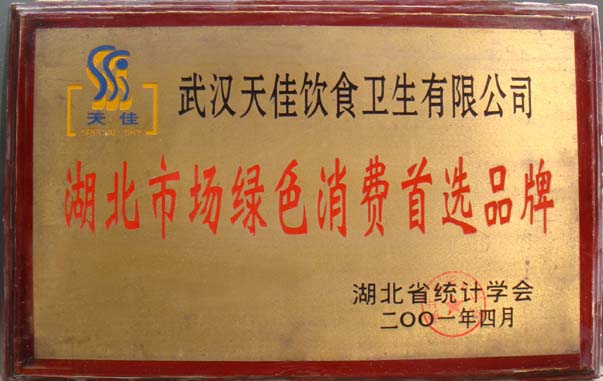 武汉天佳饮食卫生有限公司
天佳
SPECIAL SKY
湖北市场绿色消费首选品牌
湖北省统计学会
二〇〇一年四月